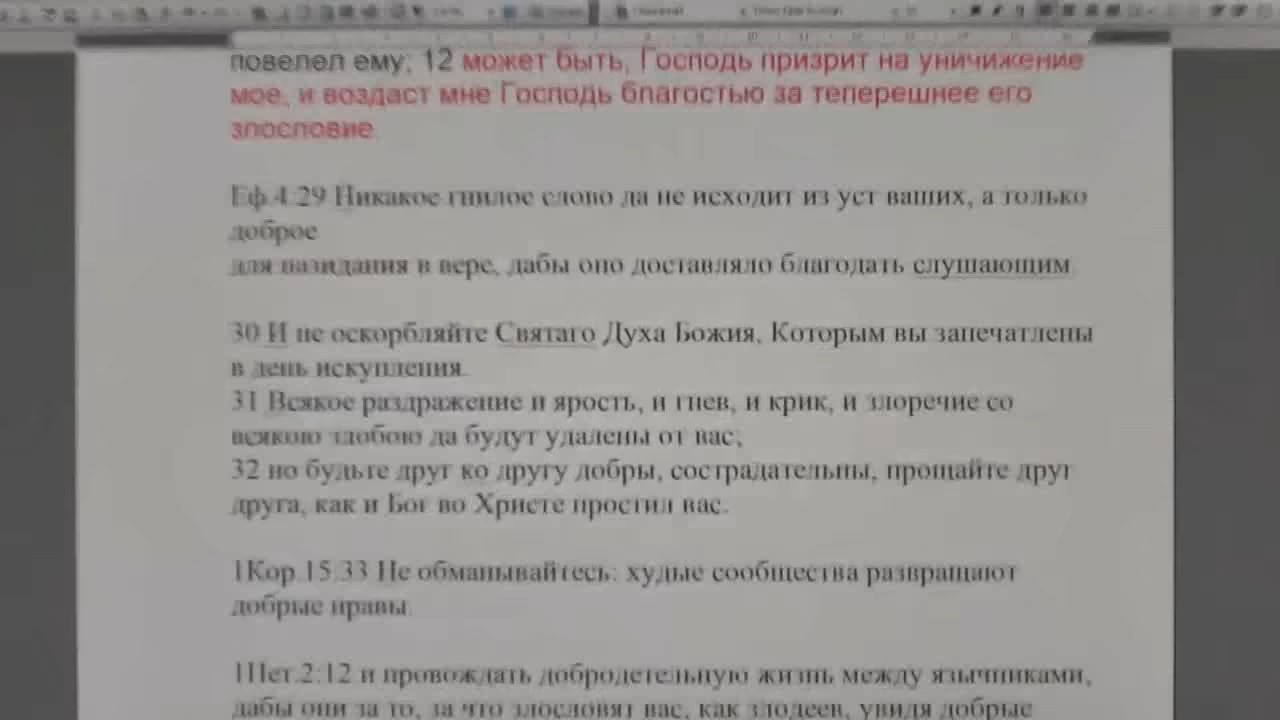 повелел ему; 12 может быть, Господь призрит на уничижение
мое, и воздаст мне Господь благостью за теперешнее его
злословие.
Еф.4:29 Никакое гнилое слово да не исходит из уст ваших, а только
доброе
для назидания в вере, дабы оно доставляло благодать слушающим.
30 И не оскорбляйте Святаго Духа Божия, Которым вы запечатлены
в день искупления.
31 Всякое раздражение и ярость, и гнев, и крик, и злоречие со
всякою злобою да будут удалены от вас;
32 но будьте друг ко другу добры, сострадательны, прощайте друг
друга, как и Бог во Христе простил вас.
1Кор.15:33 Не обманывайтесь: худые сообщества развращают
добрые нравы.
1Пет.2:12 и провождать добродетельную жизнь между язычниками,
дабы они за то, за что злословят вас, как злодеев, увидя добрые